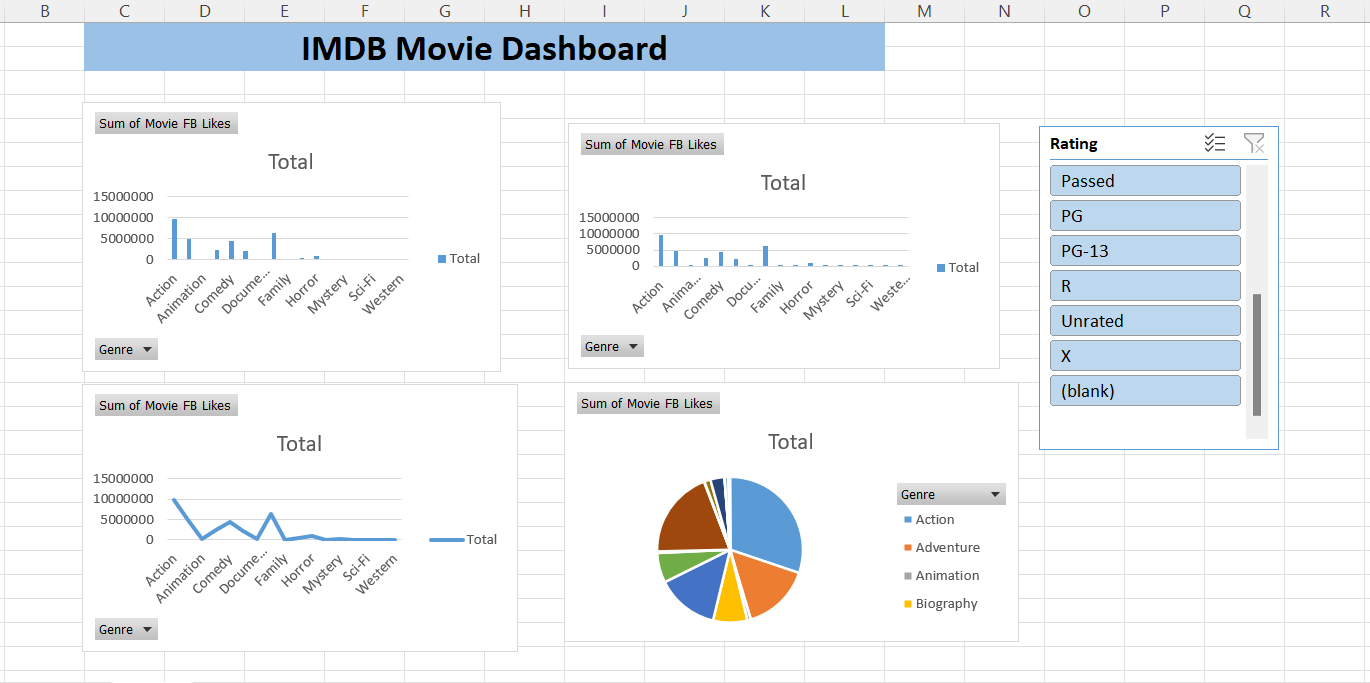 B C D E F G H I J K L M N O P Q R
IMDB Movie Dashboard
Sum of Movie FB Likes
Total
15000000
10000000
5000000
0
Action
Animation
Comedy
Docume...
Family
Horror
Mystery
Sci-Fi
Western
Total
Genre
Sum of Movie FB Likes
Total
15000000
10000000
5000000
0
Action
Anima...
Comedy
Docu...
Family
Horror
Mystery
Sci-Fi
Weste...
Total
Genre
Rating
Passed
PG
PG-13
R
Unrated
X
(blank)
Sum of Movie FB Likes
Total
15000000
10000000
5000000
0
Action
Animation
Comedy
Docume...
Family
Horror
Mystery
Sci-Fi
Western
Total
Genre
Sum of Movie FB Likes
Total
Genre
Action
Adventure
Animation
Biography